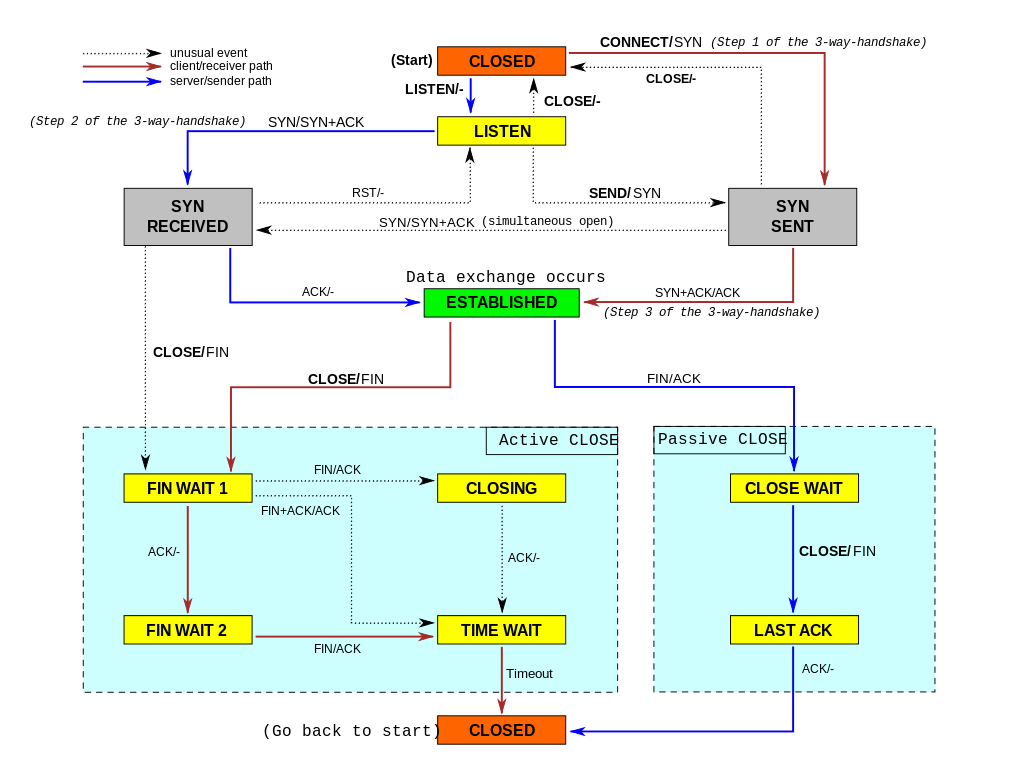 unusual event
client/receiver path
server/sender path
(Start)
CLOSED
CONNECT/SYN (Step 1 of the 3-way-handshake)
CLOSE/-
LISTEN/-
CLOSE/-
(Step 2 of the 3-way-handshake)
SYN/SYN+ACK
LISTEN
RST/-
SEND/SYN
SYN
RECEIVED
SYN
SENT
SYN/SYN+ACK (simultaneous open)
Data exchange occurs
ACK/-
ESTABLISHED
SYN+ACK/ACK
(Step 3 of the 3-way-handshake)
CLOSE/FIN
CLOSE/FIN
FIN/ACK
Active CLOSE
Passive CLOSE
FIN WAIT 1
FIN/ACK
CLOSING
CLOSE WAIT
FIN+ACK/ACK
ACK/-
ACK/-
CLOSE/FIN
FIN WAIT 2
TIME WAIT
LAST ACK
FIN/ACK
Timeout
ACK/-
(Go back to start)
CLOSED